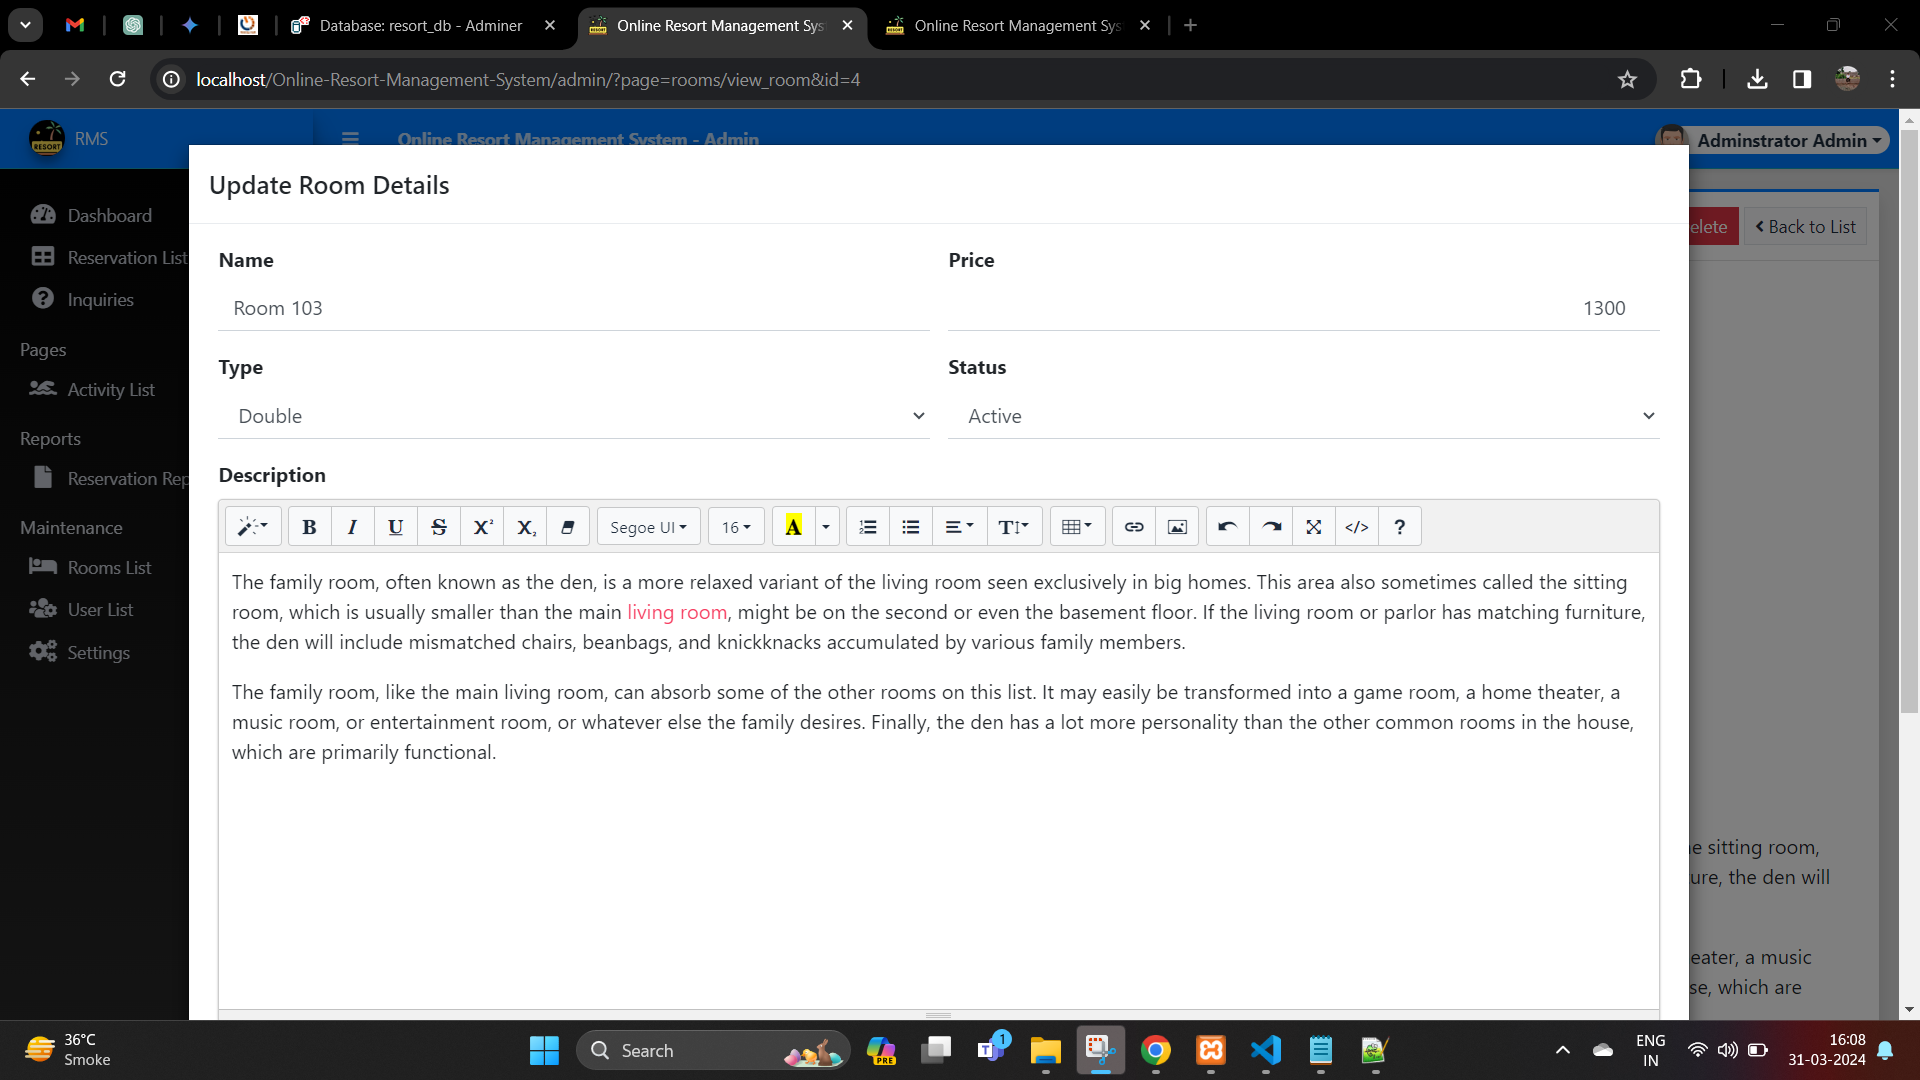 Database: resort_db - Adminer
Online Resort Management Sys
Online Resort Management Sys
localhost/Online-Resort-Management-System/admin/?page=rooms/view_room&id=4
RESORT
RMS
Online Resort Management System - Admin
Adminstrator Admin
Dashboard
Reservation List
Inquiries
Pages
Activity List
Reports
Reservation Rep
Maintenance
Rooms List
User List
Settings
elete
Back to List
Update Room Details
Name
Price
Room 103
1300
Type
Status
Double
Active
Description
B I U S X² X₂ Segoe UI 16 A T </> ?
The family room, often known as the den, is a more relaxed variant of the living room seen exclusively in big homes. This area also sometimes called the sitting
room, which is usually smaller than the main living room, might be on the second or even the basement floor. If the living room or parlor has matching furniture,
the den will include mismatched chairs, beanbags, and knickknacks accumulated by various family members.
The family room, like the main living room, can absorb some of the other rooms on this list. It may easily be transformed into a game room, a home theater, a
music room, or entertainment room, or whatever else the family desires. Finally, the den has a lot more personality than the other common rooms in the house,
which are primarily functional.
e sitting room,
ure, the den will
eater, a music
se, which are
36°C
Smoke
Search
PRE
1
ENG
IN
16:08
31-03-2024